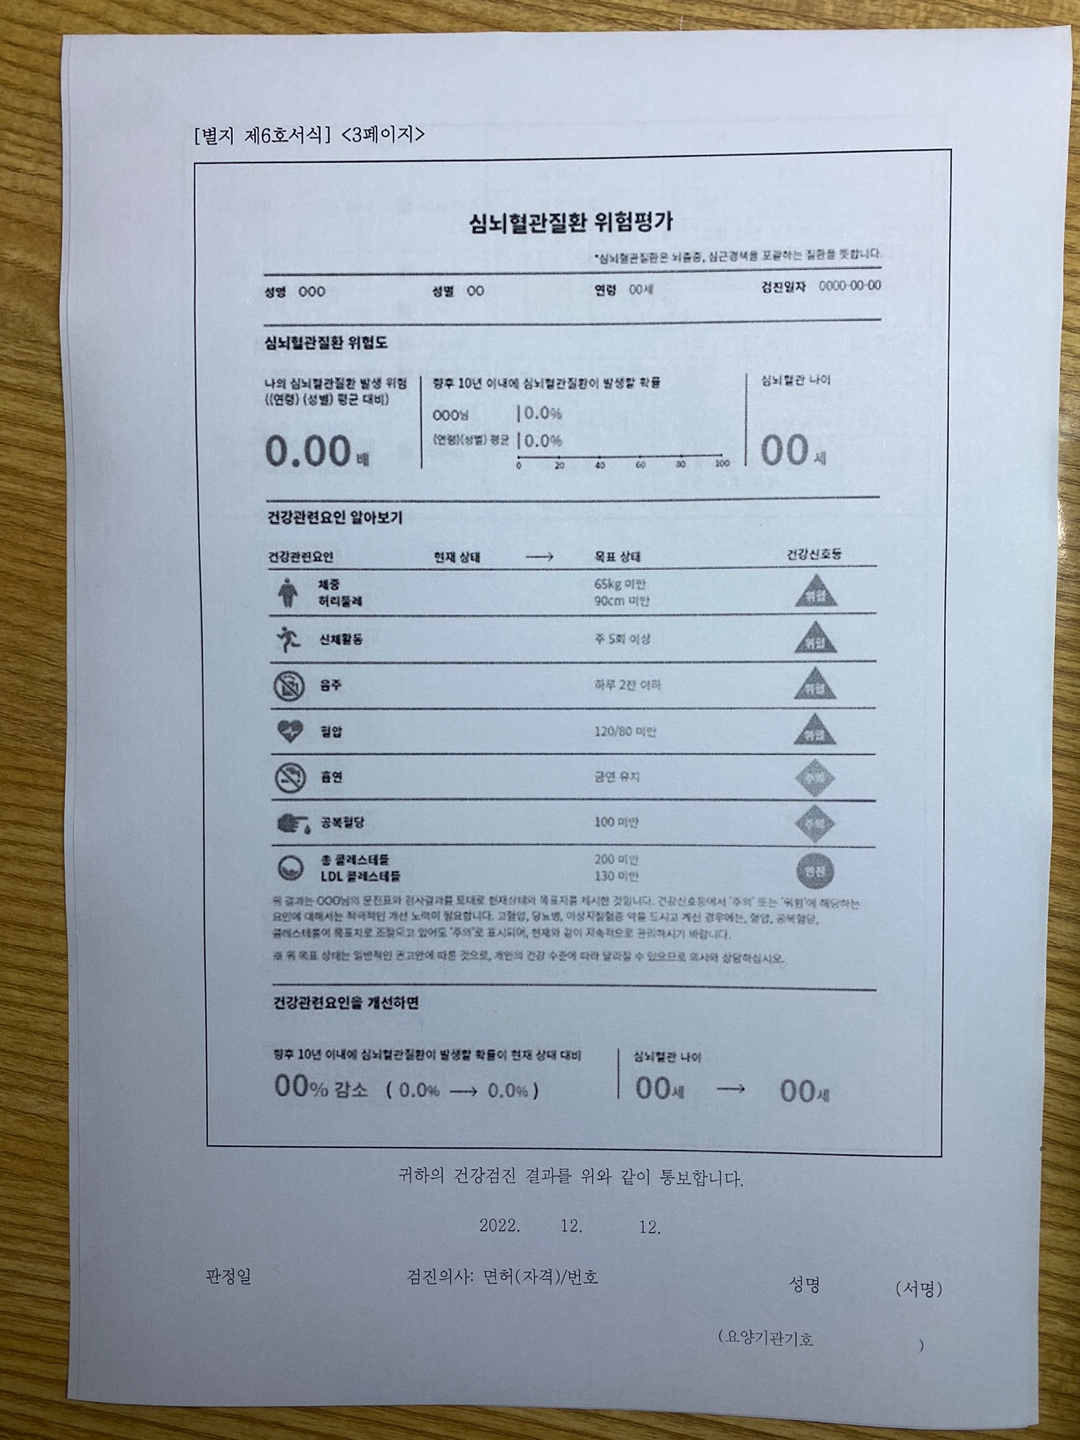 [별지 제6호서식] <3페이지>
심뇌혈관질환 위험평가
*심뇌혈관질환은 뇌졸중, 심근경색을 포괄하는 질환을 뜻합니다.
성명 OOO 성별 OO 연령 00세 검진일자 0000-00-00
심뇌혈관질환 위험도
나의 심뇌혈관질환 발생 위험 향후 10년 이내에 심뇌혈관질환이 발생할 확률 심뇌혈관 나이
((연령) (성별) 평균 대비)
OOO님 0.0%
0.00 배 (연령)(성별) 평균 0.0% 00 세
0 20 40 60 80 100
건강관련요인 알아보기
건강관련요인 현재 상태 → 목표 상태 건강신호등
체중 65kg 미만
허리둘레 90cm 미만 위험
신체활동 주 5회 이상 위험
음주 하루 2잔 이하 위험
혈압 120/80 미만 위험
흡연 금연 유지 주의
공복혈당 100 미만 주의
총 콜레스테롤 200 미만
LDL 콜레스테롤 130 미만 안전
위 결과는 OOO님의 문진표와 검사결과를 토대로 현재상태와 목표치를 제시한 것입니다. 건강신호등에서 '주의' 또는 '위험'에 해당하는
요인에 대해서는 적극적인 개선 노력이 필요합니다. 고혈압, 당뇨병, 이상지질혈증 약을 드시고 계신 경우에는, 혈압, 공복혈당,
콜레스테롤이 목표치로 조절되고 있어도 '주의'로 표시되어, 현재와 같이 지속적으로 관리하시기 바랍니다.
※ 위 목표 상태는 일반적인 권고안에 따른 것으로, 개인의 건강 수준에 따라 달라질 수 있으므로 의사와 상담하십시오.
건강관련요인을 개선하면
향후 10년 이내에 심뇌혈관질환이 발생할 확률이 현재 상태 대비 심뇌혈관 나이
00% 감소 ( 0.0% → 0.0% ) 00세 → 00세
귀하의 건강검진 결과를 위와 같이 통보합니다.
2022. 12. 12.
판정일 검진의사: 면허(자격)/번호 성명 (서명)
(요양기관기호 )